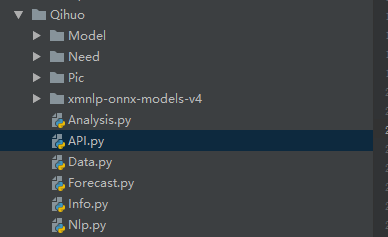 Qihuo
Model
Need
Pic
xmnlp-onnx-models-v4
Analysis.py
API.py
Data.py
Forecast.py
Info.py
Nlp.py